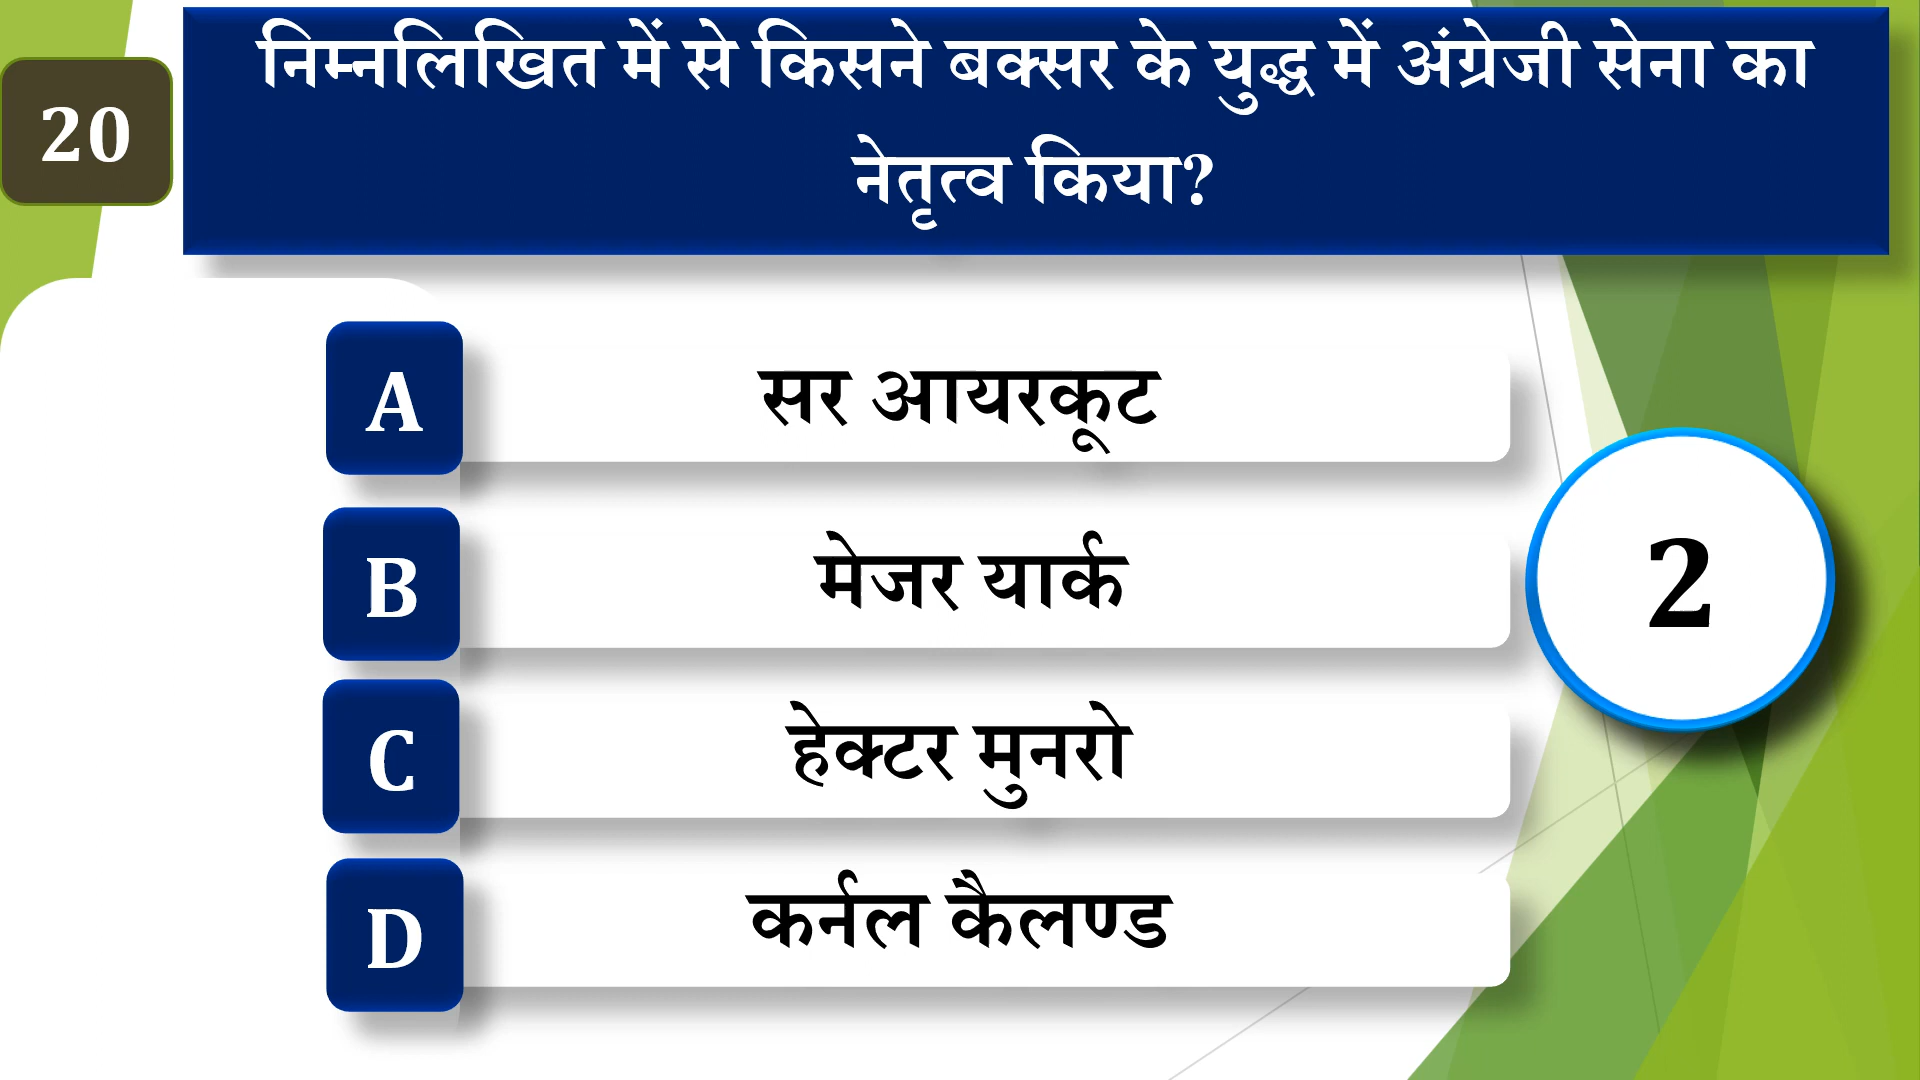 20
निम्नलिखित में से किसने बक्सर के युद्ध में अंग्रेजी सेना का
नेतृत्व किया?
A
सर आयरकूट
B
मेजर यार्क
2
C
हेक्टर मुनरो
D
कर्नल कैलण्ड